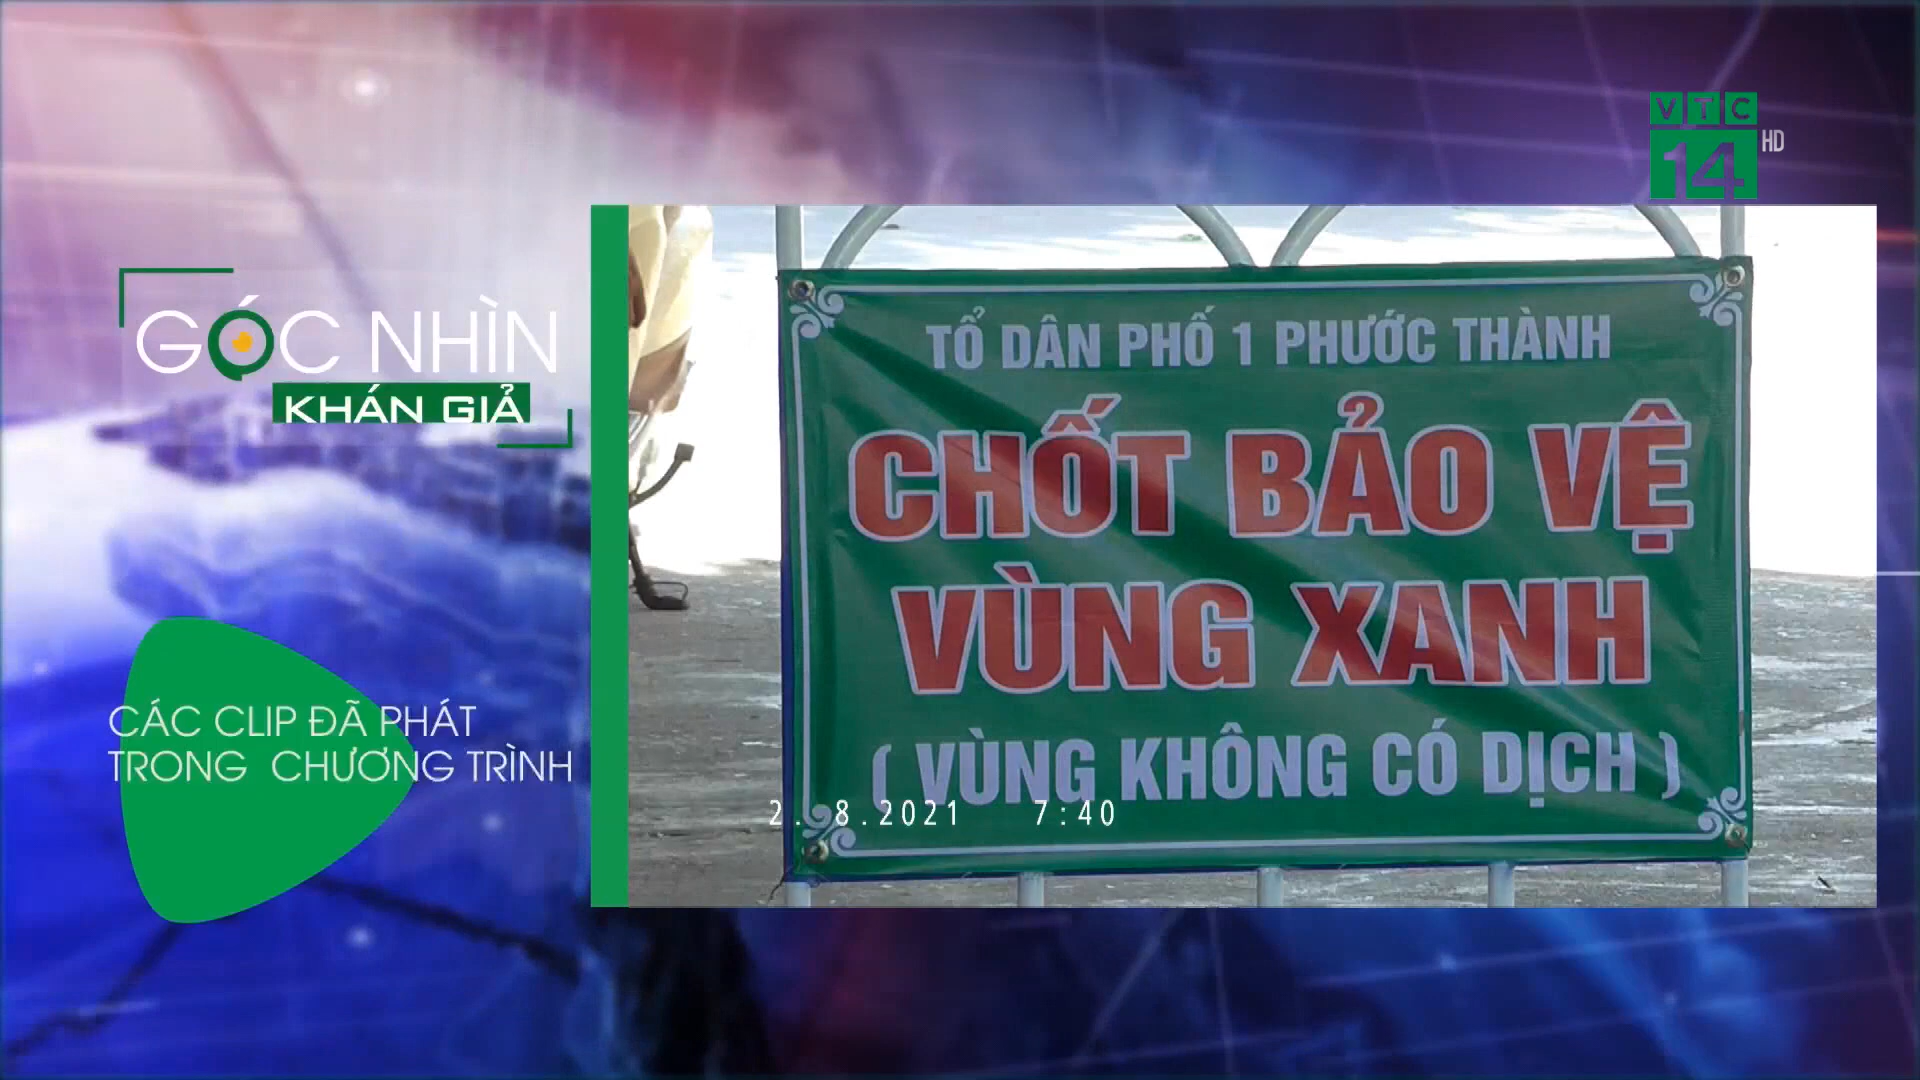 VTC
14 HD
GÓC NHÌN
KHÁN GIẢ
CÁC CLIP ĐÃ PHÁT
TRONG CHƯƠNG TRÌNH
TỔ DÂN PHỐ 1 PHƯỚC THÀNH
CHỐT BẢO VỆ
VÙNG XANH
( VÙNG KHÔNG CÓ DỊCH )
2. 8.2021 7:40